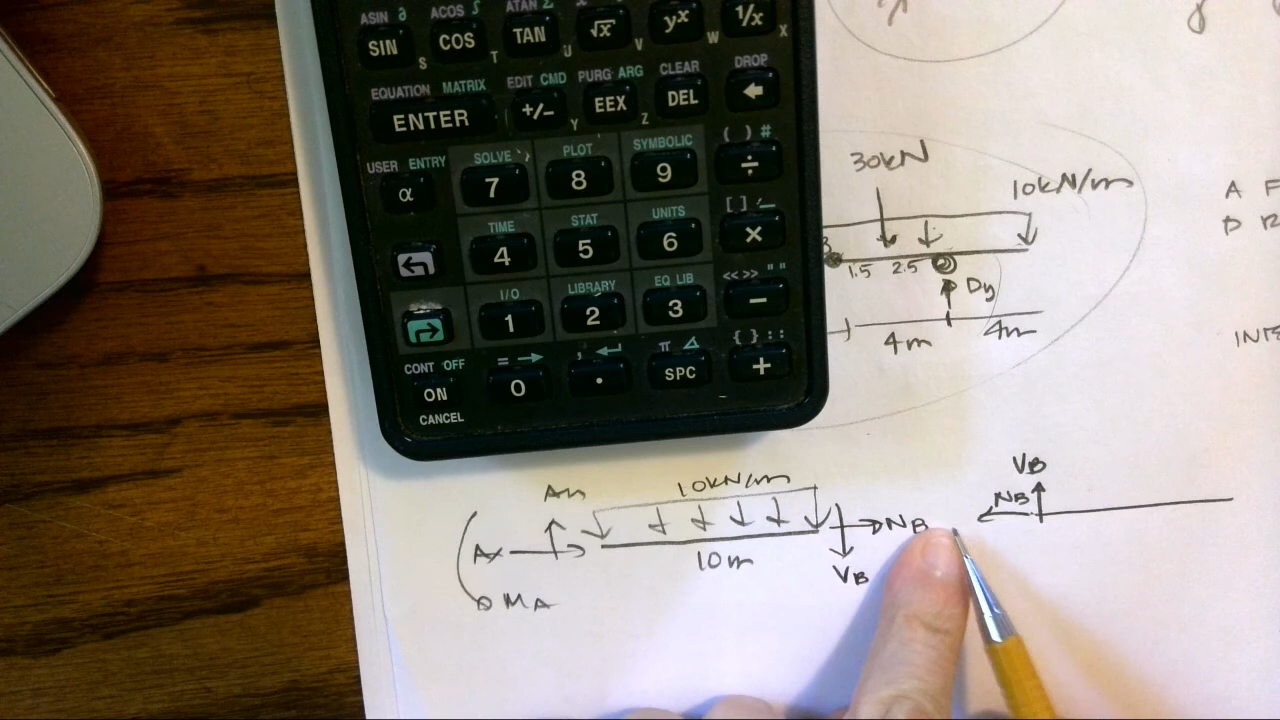 ASIN ∂ ACOS ∫ ATAN Σ
SIN S COS T TAN U √x V yˣ W 1/x X
EQUATION MATRIX EDIT CMD PURG ARG CLEAR DROP
ENTER +/- Y EEX Z DEL
USER ENTRY SOLVE PLOT SYMBOLIC ( ) #
α 7 8 9 ÷
TIME STAT UNITS [ ] _
4 5 6 ×
I/O LIBRARY EQ LIB << >> " "
1 2 3 −
CONT OFF = → , ↵ π ∡ { } : :
ON 0 . SPC +
CANCEL
30kN
10kN/m
B
1.5 2.5
Dy
4m 4m
A F
D R
10kN/m
Ax
10m
MA
NB
VB
VB
NB